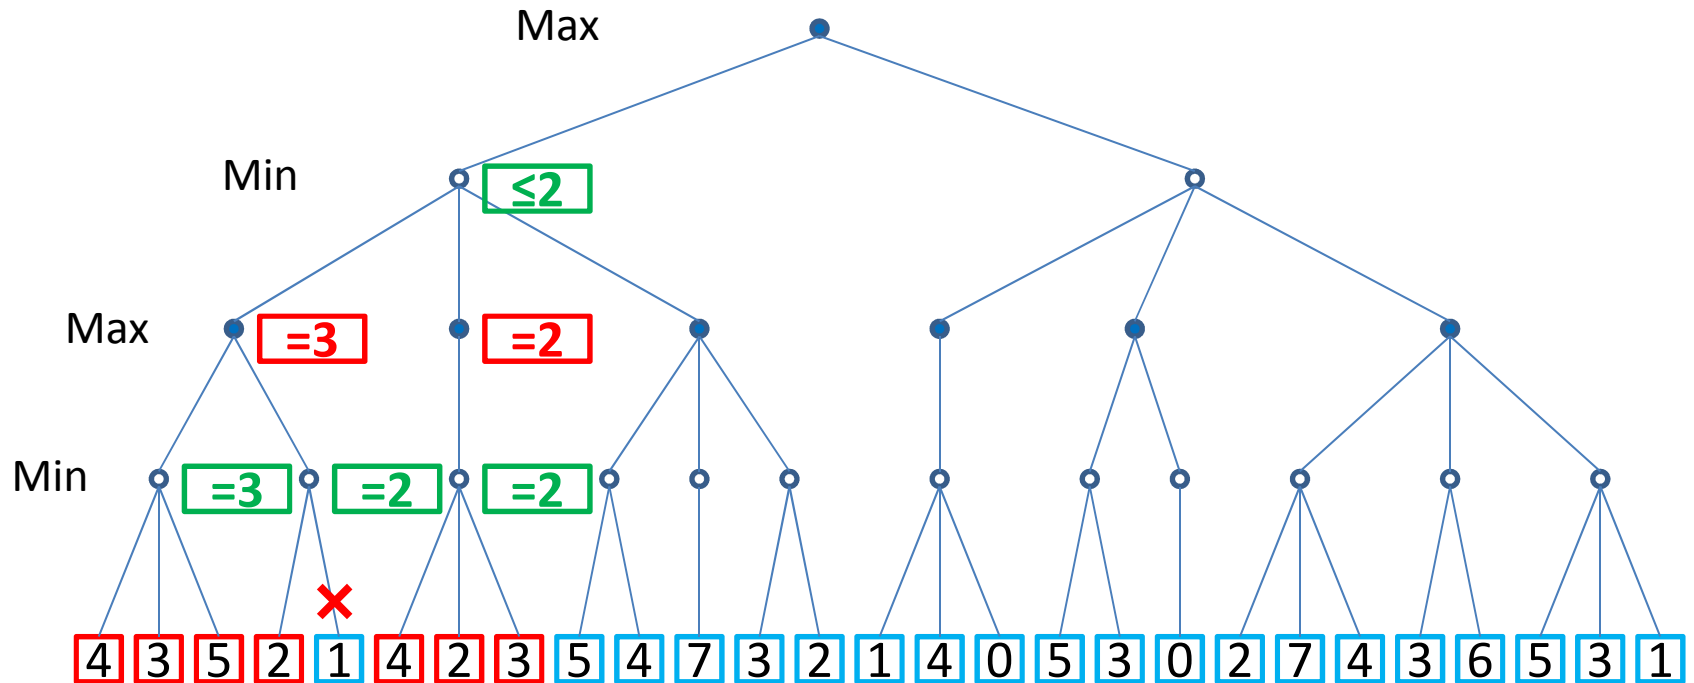 Max
Min ≤2
Max =3 =2
Min =3 =2 =2
4 3 5 2 1 4 2 3 5 4 7 3 2 1 4 0 5 3 0 2 7 4 3 6 5 3 1